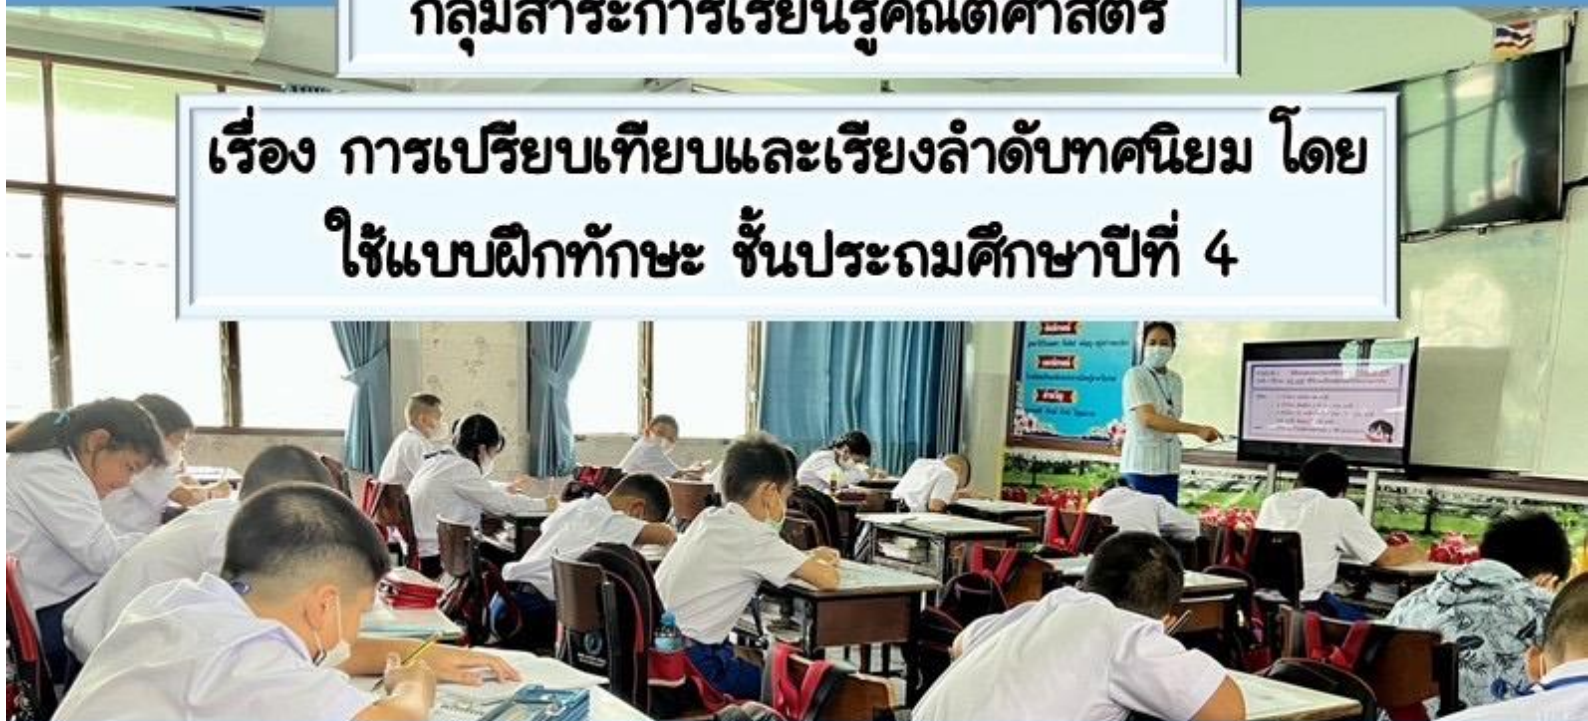 กลุ่มสาระการเรียนรู้คณิตศาสตร์
เรื่อง การเปรียบเทียบและเรียงลำดับทศนิยม โดย
ใช้แบบฝึกทักษะ ชั้นประถมศึกษาปีที่ 4